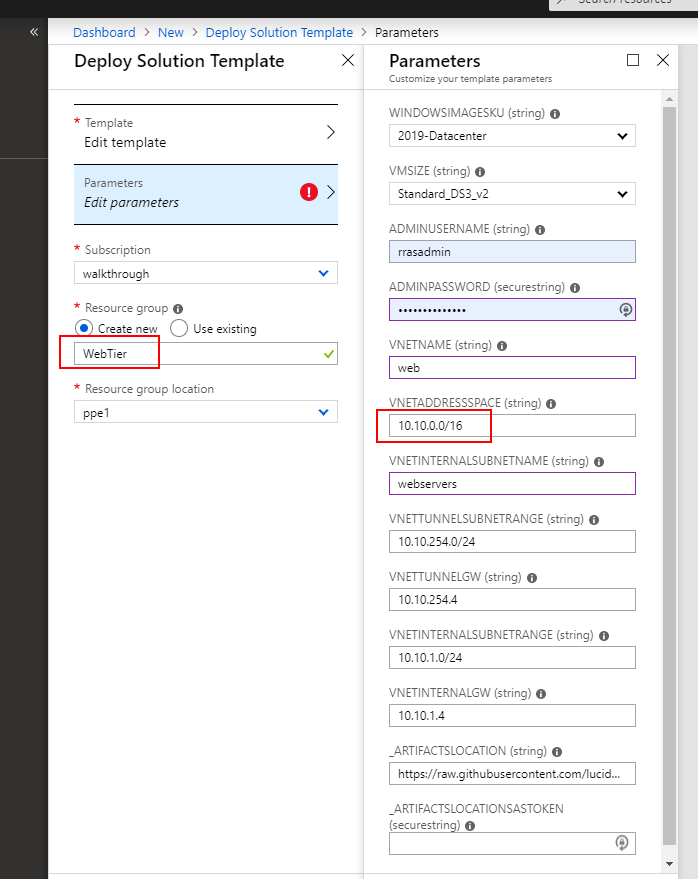 Search resources
«
Dashboard > New > Deploy Solution Template > Parameters
Deploy Solution Template
* Template
Edit template
Parameters
Edit parameters
* Subscription
walkthrough
* Resource group
Create new Use existing
WebTier
* Resource group location
ppe1
Parameters
Customize your template parameters
WINDOWSIMAGESKU (string)
2019-Datacenter
VMSIZE (string)
Standard_DS3_v2
ADMINUSERNAME (string)
rrasadmin
ADMINPASSWORD (securestring)
••••••••••••••
VNETNAME (string)
web
VNETADDRESSSPACE (string)
10.10.0.0/16
VNETINTERNALSUBNETNAME (string)
webservers
VNETTUNNELSUBNETRANGE (string)
10.10.254.0/24
VNETTUNNELGW (string)
10.10.254.4
VNETINTERNALSUBNETRANGE (string)
10.10.1.0/24
VNETINTERNALGW (string)
10.10.1.4
_ARTIFACTSLOCATION (string)
https://raw.githubusercontent.com/lucid...
_ARTIFACTSLOCATIONSASTOKEN
(securestring)